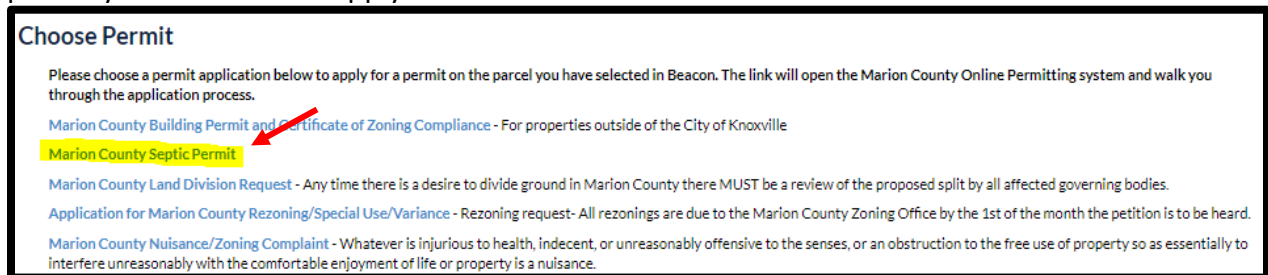 Choose Permit
Please choose a permit application below to apply for a permit on the parcel you have selected in Beacon. The link will open the Marion County Online Permitting system and walk you
through the application process.
Marion County Building Permit and Certificate of Zoning Compliance - For properties outside of the City of Knoxville
Marion County Septic Permit
Marion County Land Division Request - Any time there is a desire to divide ground in Marion County there MUST be a review of the proposed split by all affected governing bodies.
Application for Marion County Rezoning/Special Use/Variance - Rezoning request- All rezonings are due to the Marion County Zoning Office by the 1st of the month the petition is to be heard.
Marion County Nuisance/Zoning Complaint - Whatever is injurious to health, indecent, or unreasonably offensive to the senses, or an obstruction to the free use of property so as essentially to
interfere unreasonably with the comfortable enjoyment of life or property is a nuisance.